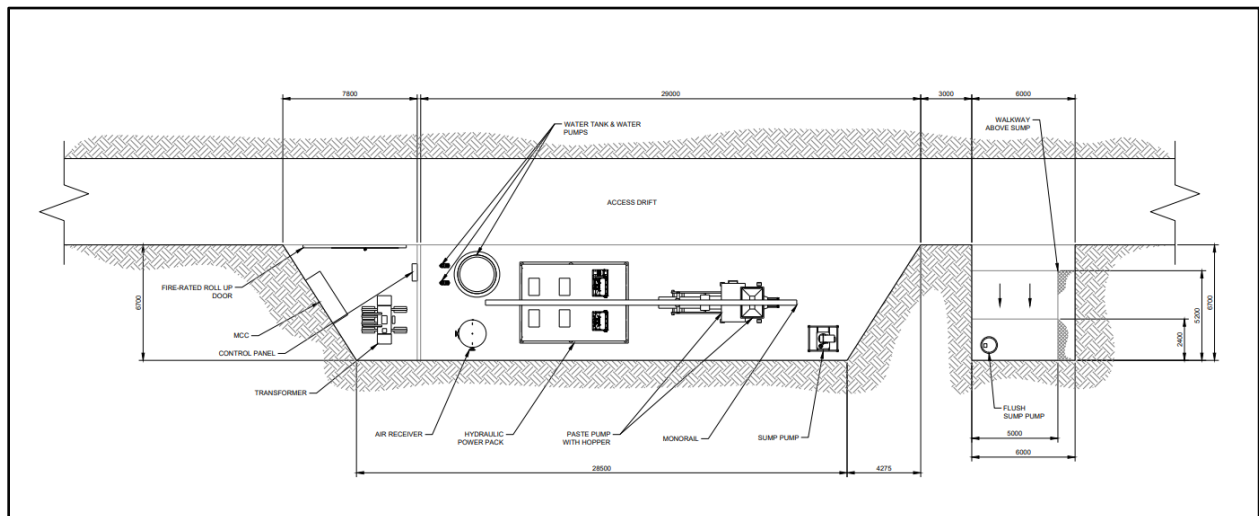 7800
29000
3000
6000
WATER TANK & WATER
PUMPS
WALKWAY
ABOVE SUMP
ACCESS DRIFT
FIRE-RATED ROLL UP
DOOR
MCC
CONTROL PANEL
TRANSFORMER
AIR RECEIVER
HYDRAULIC
POWER PACK
PASTE PUMP
WITH HOPPER
MONORAIL
SUMP PUMP
FLUSH
SUMP PUMP
6700
2400
5200
6700
5000
6000
28500
4275